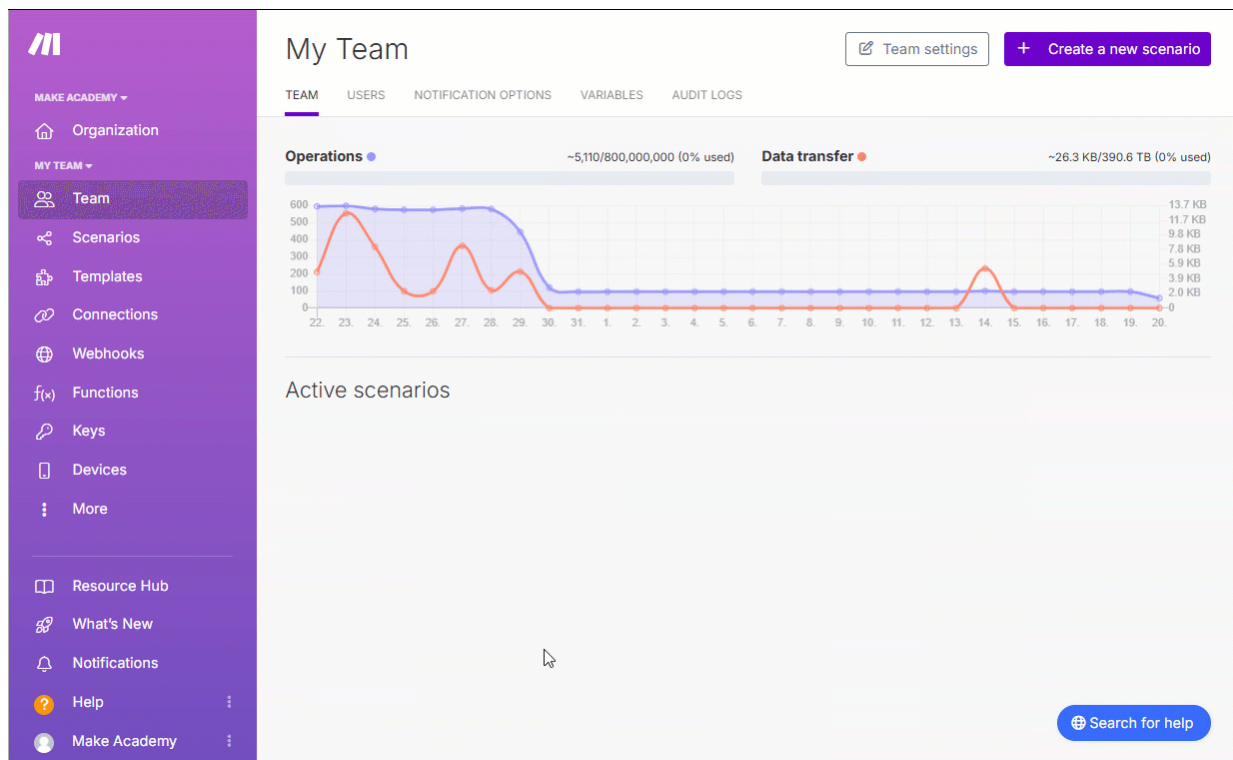 MAKE ACADEMY
Organization
MY TEAM
Team
Scenarios
Templates
Connections
Webhooks
Functions
Keys
Devices
More
Resource Hub
What's New
Notifications
Help
Make Academy
My Team
Team settings
+ Create a new scenario
TEAM USERS NOTIFICATION OPTIONS VARIABLES AUDIT LOGS
Operations ~5,110/800,000,000 (0% used)
Data transfer ~26.3 KB/390.6 TB (0% used)
600
500
400
300
200
100
0
13.7 KB
11.7 KB
9.8 KB
7.8 KB
5.9 KB
3.9 KB
2.0 KB
0
22. 23. 24. 25. 26. 27. 28. 29. 30. 31. 1. 2. 3. 4. 5. 6. 7. 8. 9. 10. 11. 12. 13. 14. 15. 16. 17. 18. 19. 20.
Active scenarios
Search for help